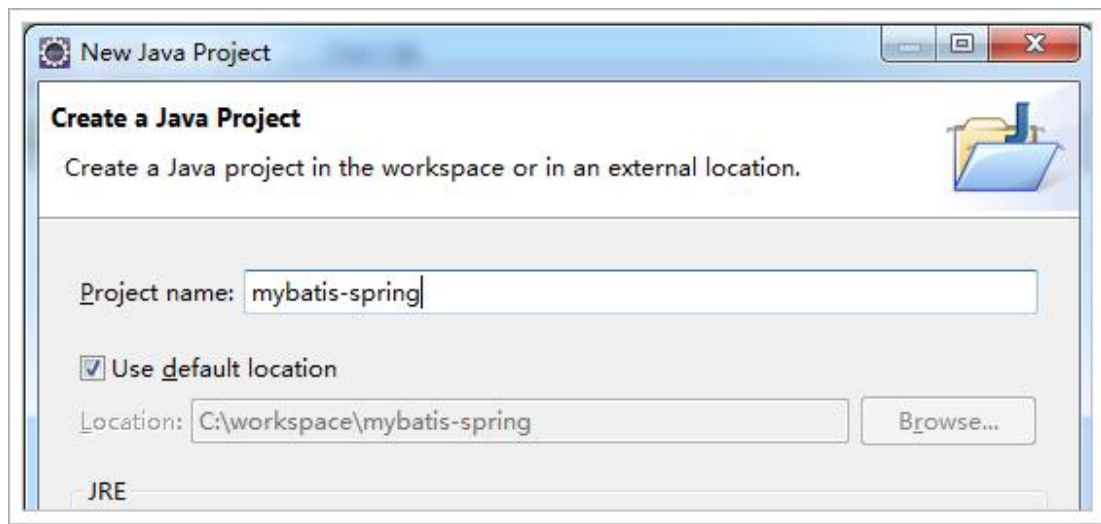 New Java Project
Create a Java Project
Create a Java project in the workspace or in an external location.
Project name: mybatis-spring
Use default location
Location: C:\workspace\mybatis-spring Browse...
JRE